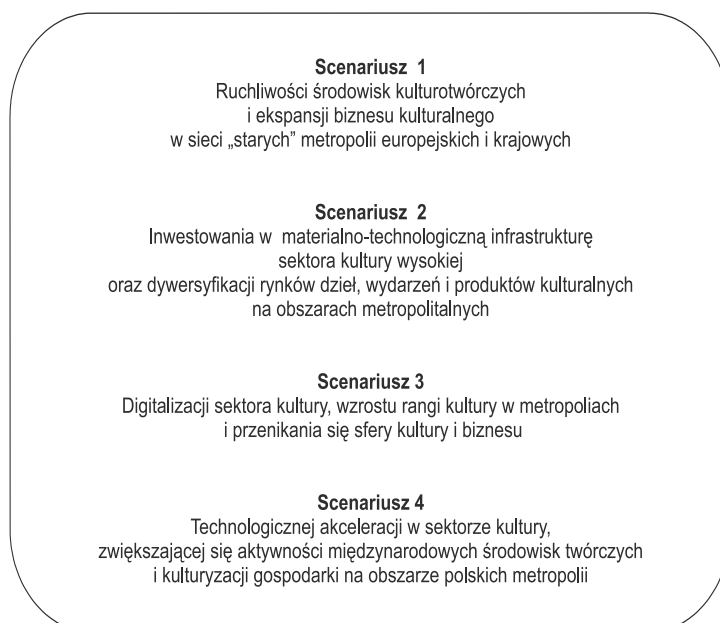 Scenariusz 1
Ruchliwości środowisk kulturotwórczych
i ekspansji biznesu kulturalnego
w sieci „starych” metropolii europejskich i krajowych
Scenariusz 2
Inwestowania w materialno-technologiczną infrastrukturę
sektora kultury wysokiej
oraz dywersyfikacji rynków dzieł, wydarzeń i produktów kulturalnych
na obszarach metropolitalnych
Scenariusz 3
Digitalizacji sektora kultury, wzrostu rangi kultury w metropoliach
i przenikania się sfery kultury i biznesu
Scenariusz 4
Technologicznej akceleracji w sektorze kultury,
zwiększającej się aktywności międzynarodowych środowisk twórczych
i kulturyzacji gospodarki na obszarze polskich metropolii